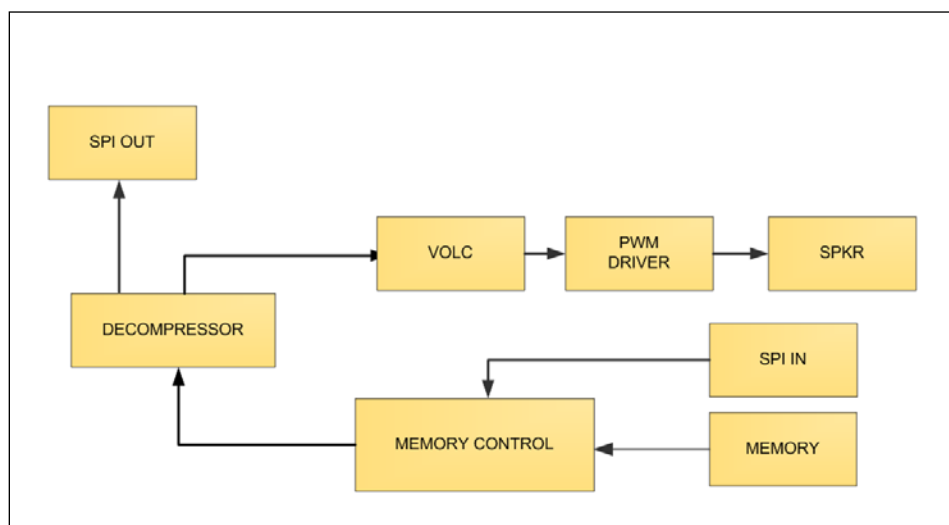 SPI OUT
VOLC
PWM
DRIVER
SPKR
DECOMPRESSOR
SPI IN
MEMORY CONTROL
MEMORY